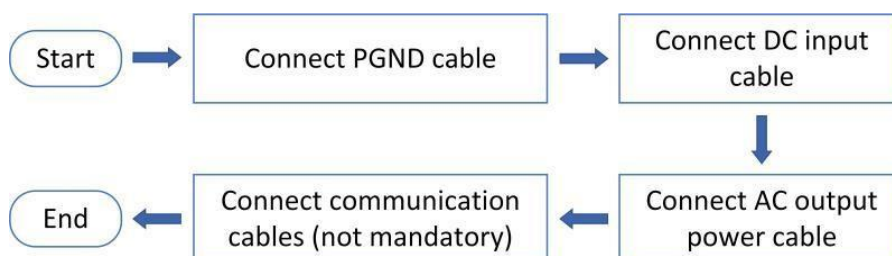 Start
Connect PGND cable
Connect DC input
cable
Connect AC output
power cable
Connect communication
cables (not mandatory)
End